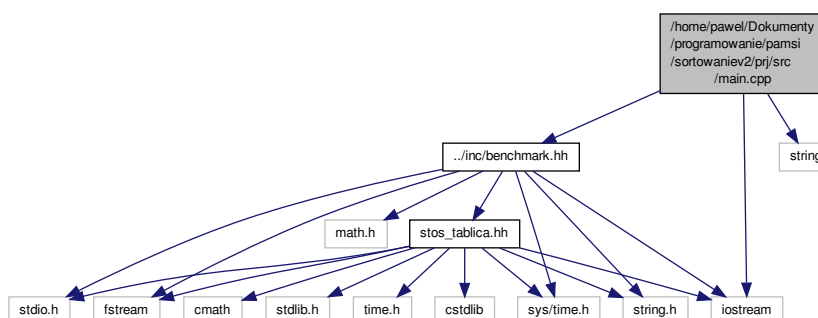 /home/pawel/Dokumenty
/programowanie/pamsi
/sortowaniev2/prj/src
/main.cpp
../inc/benchmark.hh
string
math.h
stos_tablica.hh
stdio.h
fstream
cmath
stdlib.h
time.h
cstdlib
sys/time.h
string.h
iostream